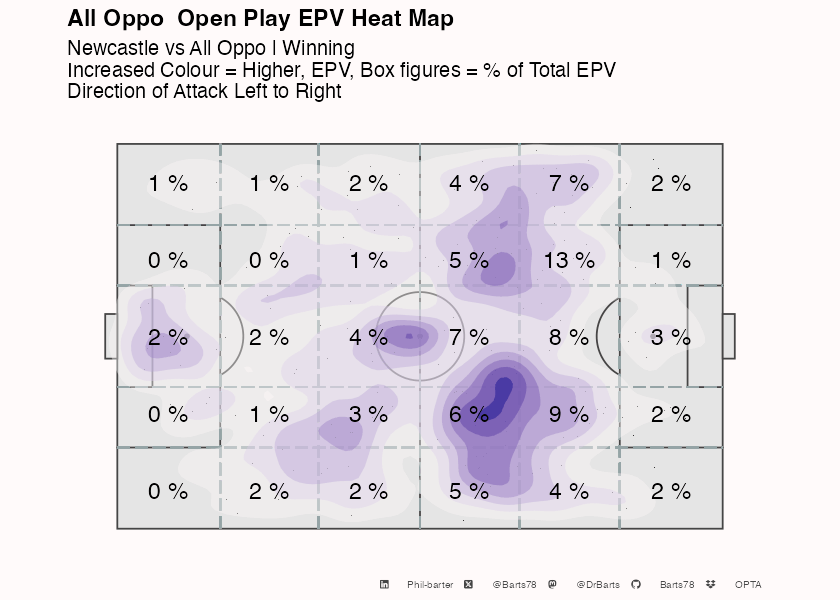 All Oppo  Open Play EPV Heat Map
Newcastle vs All Oppo | Winning
Increased Colour = Higher, EPV, Box figures = % of Total EPV
Direction of Attack Left to Right
1 % 1 % 2 % 4 % 7 % 2 %
0 % 0 % 1 % 5 % 13 % 1 %
2 % 2 % 4 % 7 % 8 % 3 %
0 % 1 % 3 % 6 % 9 % 2 %
0 % 2 % 2 % 5 % 4 % 2 %
Phil-barter @Barts78 @DrBarts Barts78 OPTA